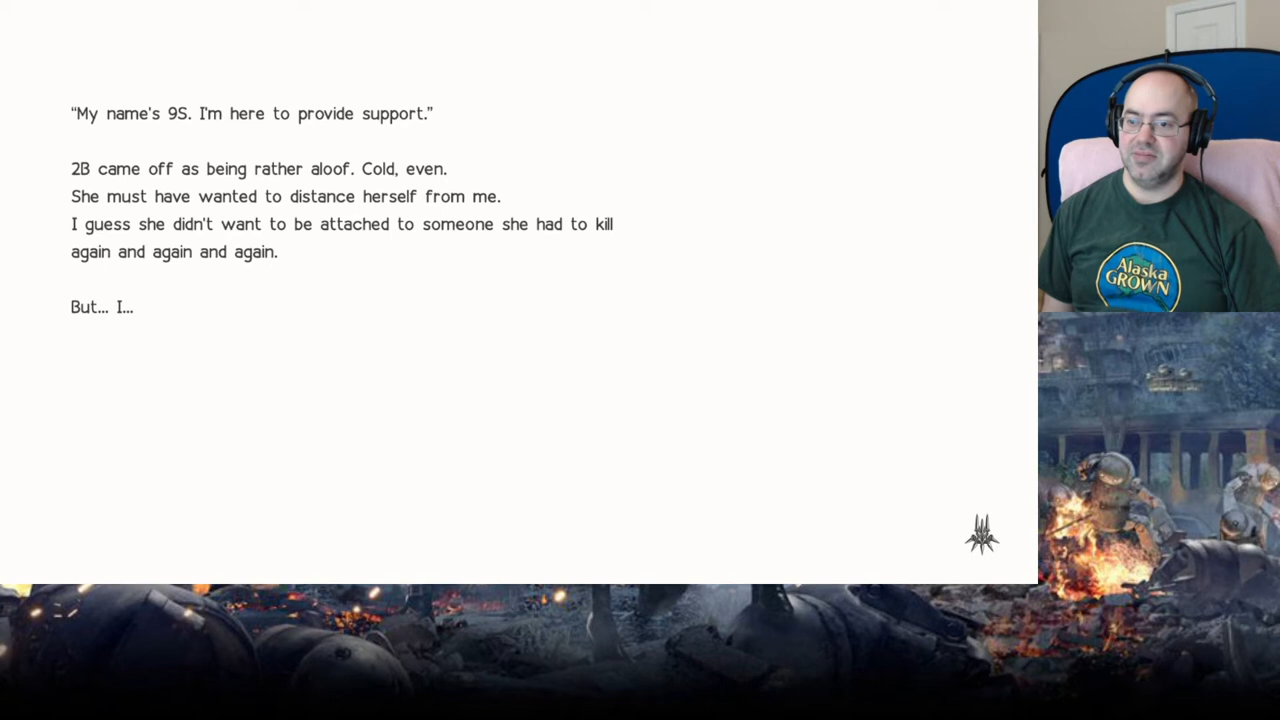 “My name's 9S. I'm here to provide support.”
2B came off as being rather aloof. Cold, even.
She must have wanted to distance herself from me.
I guess she didn't want to be attached to someone she had to kill
again and again and again.
But... I...
Alaska
GROWN